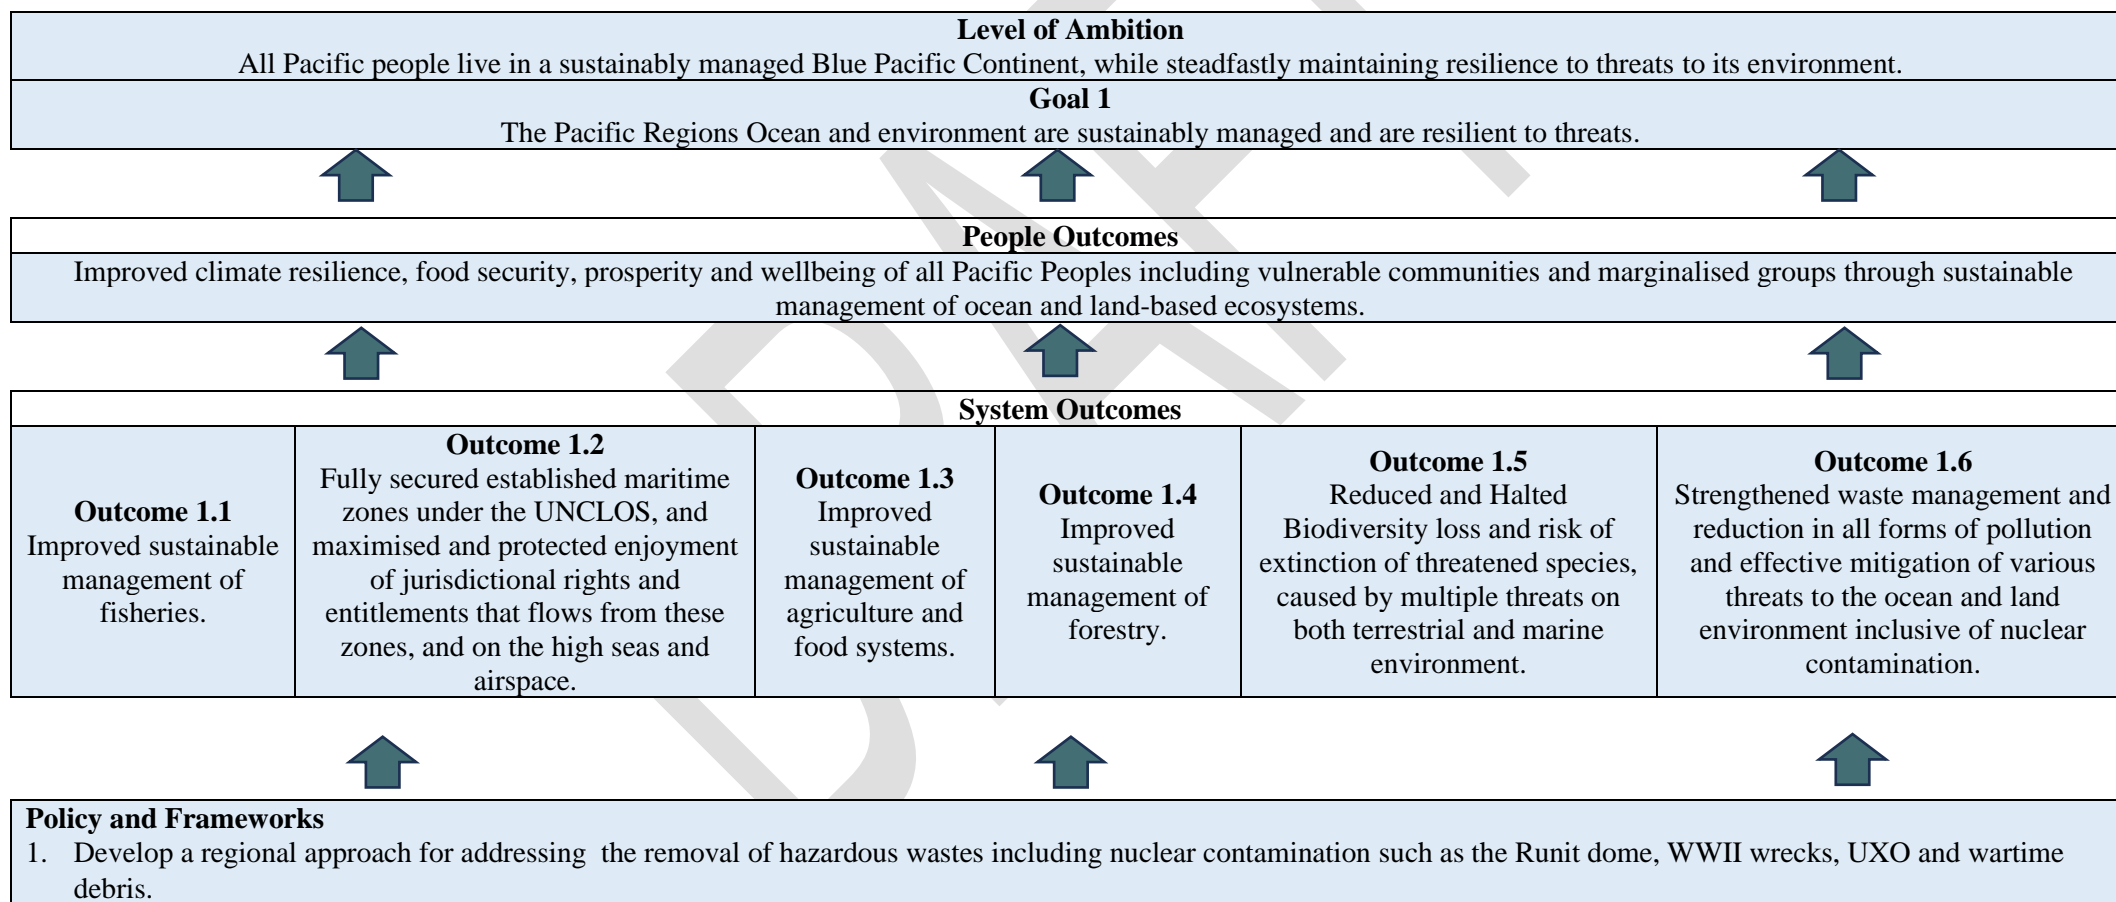 Level of Ambition
All Pacific people live in a sustainably managed Blue Pacific Continent, while steadfastly maintaining resilience to threats to its environment.
Goal 1
The Pacific Regions Ocean and environment are sustainably managed and are resilient to threats.
People Outcomes
Improved climate resilience, food security, prosperity and wellbeing of all Pacific Peoples including vulnerable communities and marginalised groups through sustainable
management of ocean and land-based ecosystems.
System Outcomes
Outcome 1.1
Improved sustainable
management of
fisheries.
Outcome 1.2
Fully secured established maritime
zones under the UNCLOS, and
maximised and protected enjoyment
of jurisdictional rights and
entitlements that flows from these
zones, and on the high seas and
airspace.
Outcome 1.3
Improved
sustainable
management of
agriculture and
food systems.
Outcome 1.4
Improved
sustainable
management of
forestry.
Outcome 1.5
Reduced and Halted
Biodiversity loss and risk of
extinction of threatened species,
caused by multiple threats on
both terrestrial and marine
environment.
Outcome 1.6
Strengthened waste management and
reduction in all forms of pollution
and effective mitigation of various
threats to the ocean and land
environment inclusive of nuclear
contamination.
Policy and Frameworks
1. Develop a regional approach for addressing  the removal of hazardous wastes including nuclear contamination such as the Runit dome, WWII wrecks, UXO and wartime
debris.
DRAFT